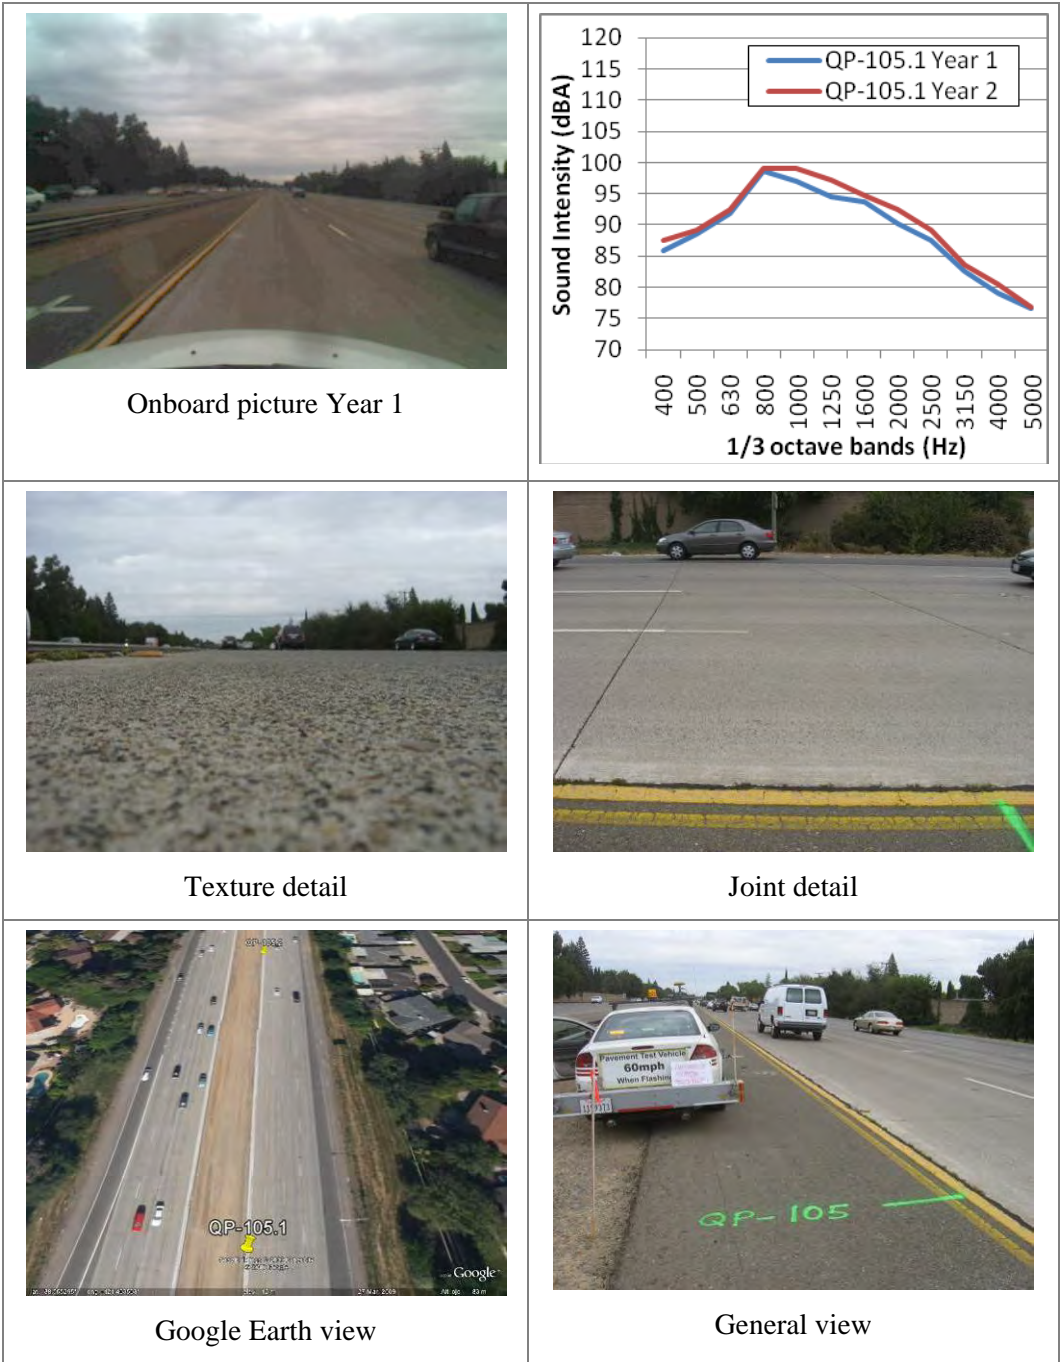 120
115
110
105
100
95
90
85
80
75
70
Sound Intensity (dBA)
QP-105.1 Year 1
QP-105.1 Year 2
400
500
630
800
1000
1250
1600
2000
2500
3150
4000
5000
1/3 octave bands (Hz)
Onboard picture Year 1
Texture detail
Joint detail
QP-105.1
Google
27 Mar, 2009
Google Earth view
Pavement Test Vehicle
60mph
When Flashing
QP-105
General view